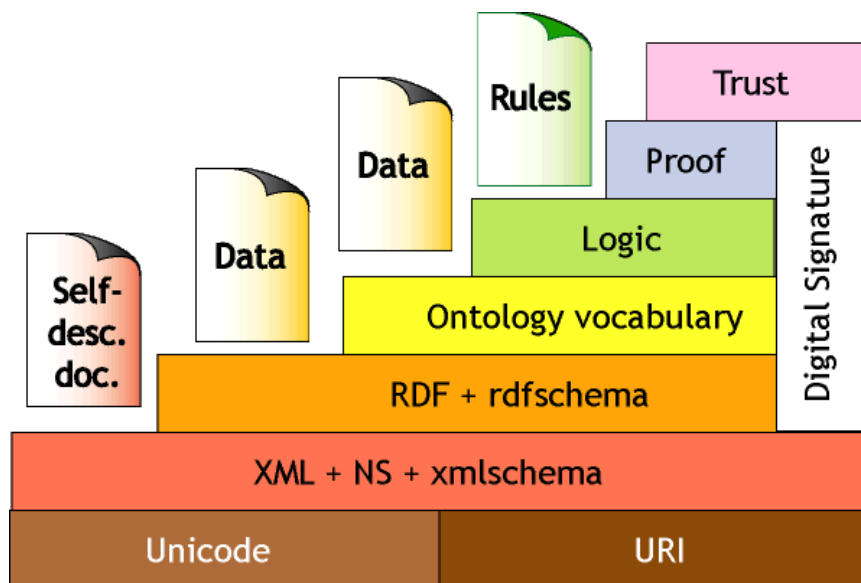 Rules
Trust
Data
Proof
Data
Logic
Self-
desc.
doc.
Ontology vocabulary
Digital Signature
RDF + rdfschema
XML + NS + xmlschema
Unicode
URI